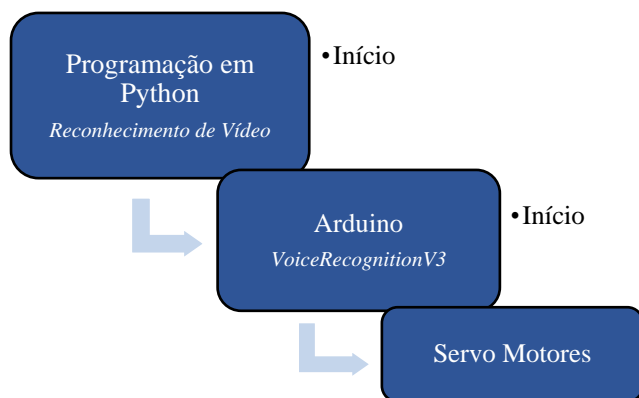 Programação em
Python
Reconhecimento de Vídeo
•Início
Arduino
VoiceRecognitionV3
•Início
Servo Motores